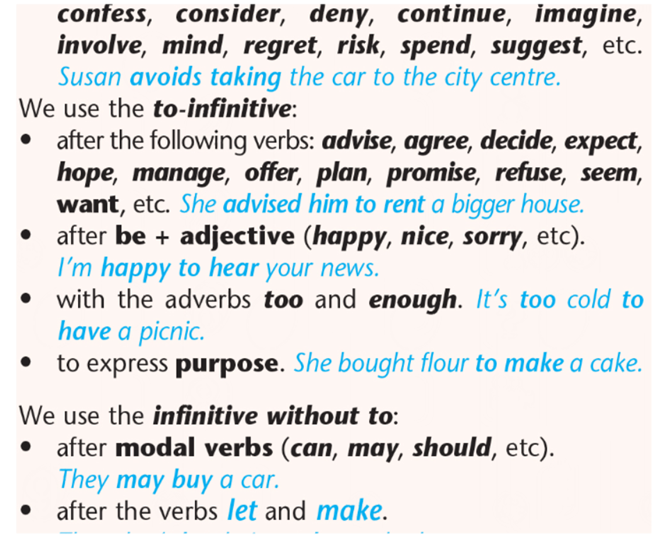 confess, consider, deny, continue, imagine,
involve, mind, regret, risk, spend, suggest, etc.
Susan avoids taking the car to the city centre.
We use the to-infinitive:
• after the following verbs: advise, agree, decide, expect,
hope, manage, offer, plan, promise, refuse, seem,
want, etc. She advised him to rent a bigger house.
• after be + adjective (happy, nice, sorry, etc).
I'm happy to hear your news.
• with the adverbs too and enough. It's too cold to
have a picnic.
• to express purpose. She bought flour to make a cake.
We use the infinitive without to:
• after modal verbs (can, may, should, etc).
They may buy a car.
• after the verbs let and make.